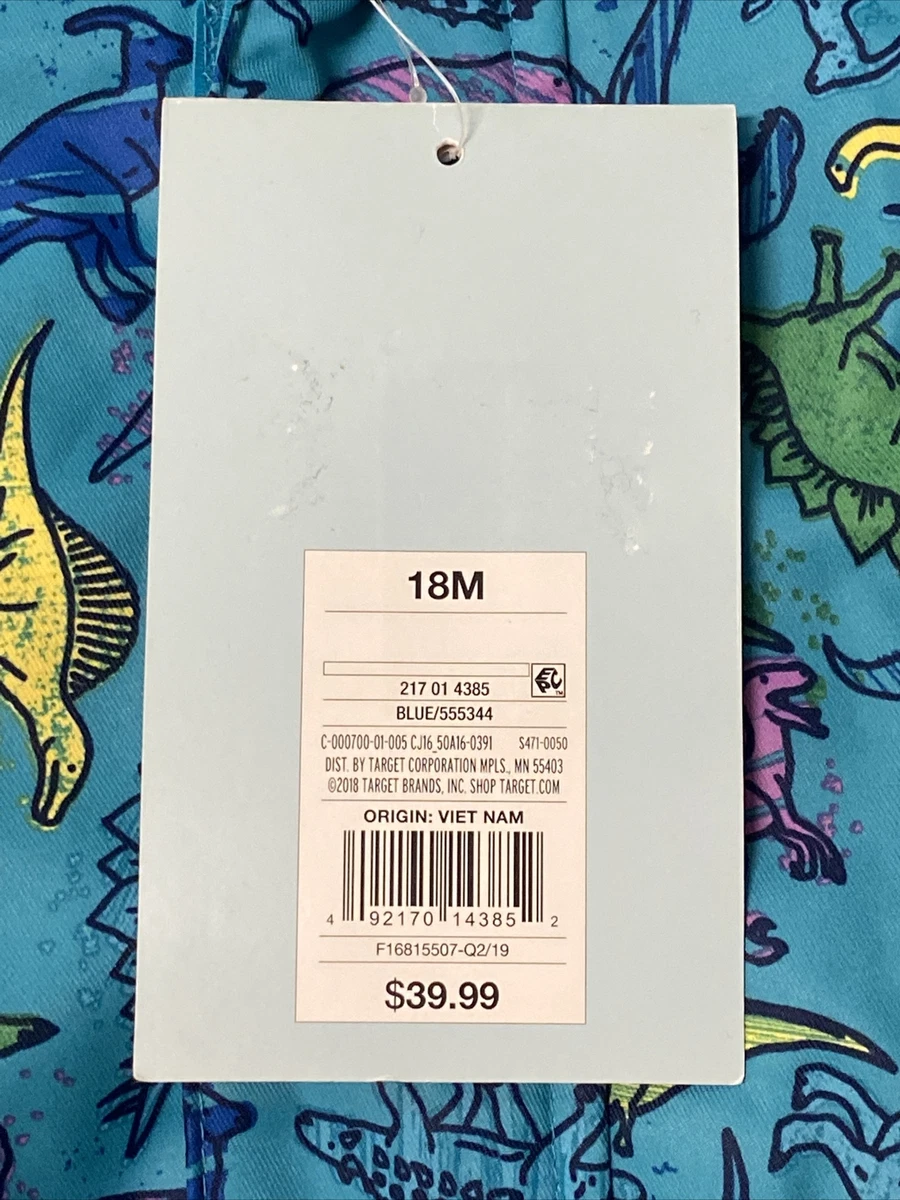 18M
EPC TM
217 01 4385
BLUE/555344
C-000700-01-005 CJ16_50A16-0391 S471-0050
DIST. BY TARGET CORPORATION MPLS., MN 55403
©2018 TARGET BRANDS, INC. SHOP TARGET.COM
ORIGIN: VIET NAM
4 92170 14385 2
F16815507-Q2/19
$39.99